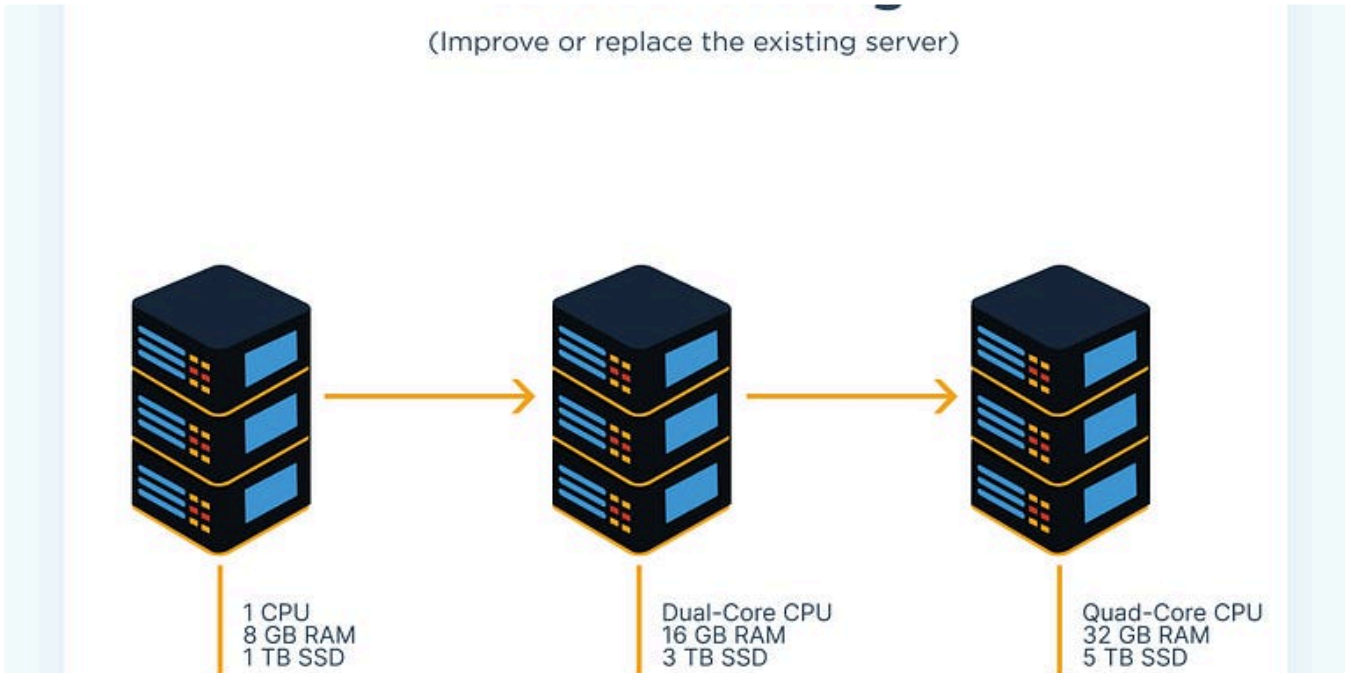 (Improve or replace the existing server)
1 CPU
8 GB RAM
1 TB SSD
Dual-Core CPU
16 GB RAM
3 TB SSD
Quad-Core CPU
32 GB RAM
5 TB SSD